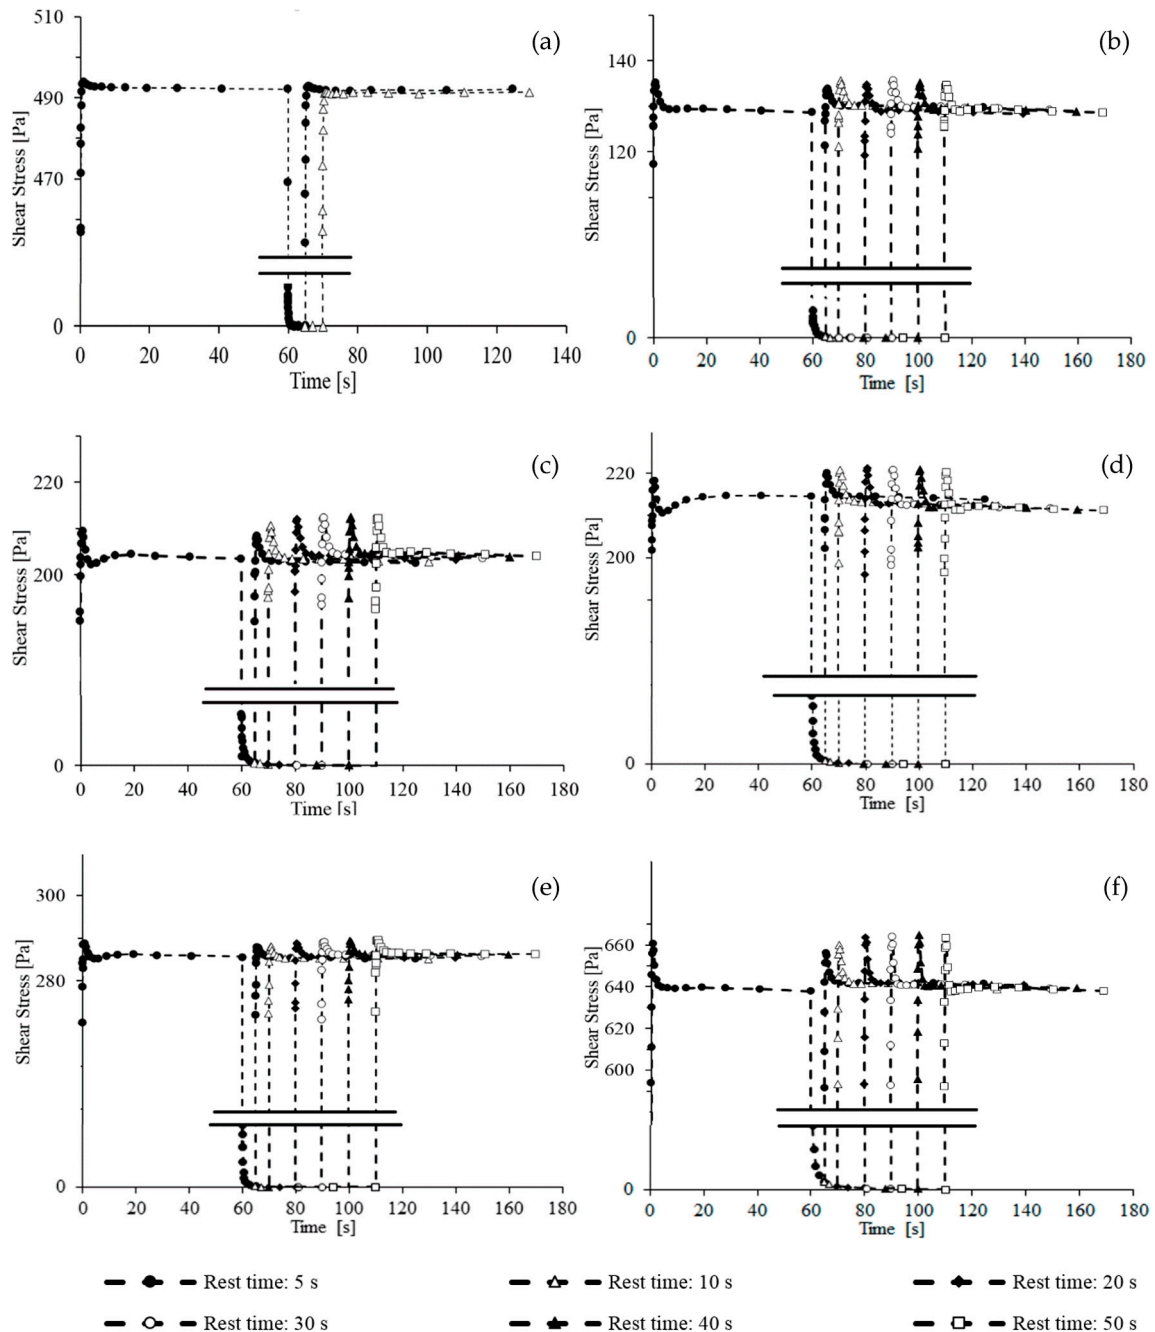 510
(a)
490
470
Shear Stress [Pa]
0
0 20 40 60 80 100 120 140
Time [s]
140
(b)
120
Shear Stress [Pa]
0
0 20 40 60 80 100 120 140 160 180
Time [s]
220
(c)
200
Shear Stress [Pa]
0
0 20 40 60 80 100 120 140 160 180
Time [s]
220
(d)
200
Shear Stress [Pa]
0
0 20 40 60 80 100 120 140 160 180
Time [s]
300
(e)
280
Shear Stress [Pa]
0
0 20 40 60 80 100 120 140 160 180
Time [s]
660
(f)
640
620
600
Shear Stress [Pa]
0
0 20 40 60 80 100 120 140 160 180
Time [s]
Rest time: 5 s Rest time: 10 s Rest time: 20 s
Rest time: 30 s Rest time: 40 s Rest time: 50 s